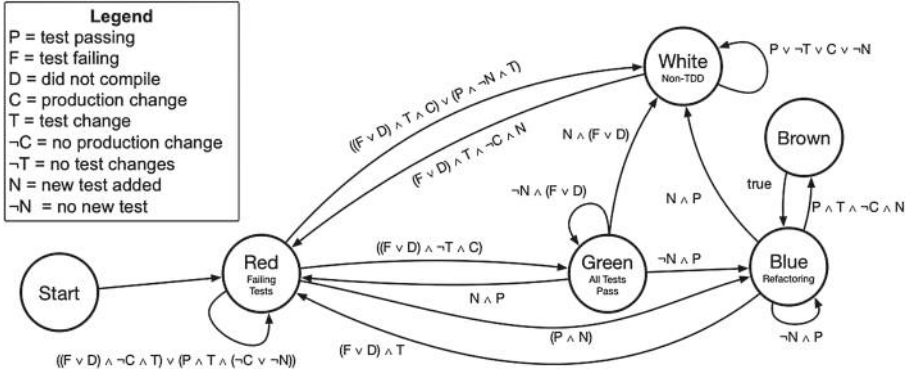 Legend
P = test passing
F = test failing
D = did not compile
C = production change
T = test change
¬C = no production change
¬T = no test changes
N = new test added
¬N = no new test
White
Non-TDD
P ∨ ¬T ∨ C ∨ ¬N
((F ∨ D) ∧ T ∧ C) ∨ (P ∧ ¬N ∧ T)
(F ∨ D) ∧ T ∧ ¬C ∧ N
N ∧ (F ∨ D)
Brown
¬N ∧ (F ∨ D)
N ∧ P
true
P ∧ T ∧ ¬C ∧ N
Start
Red
Failing
Tests
((F ∨ D) ∧ ¬T ∧ C)
N ∧ P
Green
All Tests
Pass
¬N ∧ P
Blue
Refactoring
(P ∧ N)
(F ∨ D) ∧ T
¬N ∧ P
((F ∨ D) ∧ ¬C ∧ T) ∨ (P ∧ T ∧ (¬C ∨ ¬N))